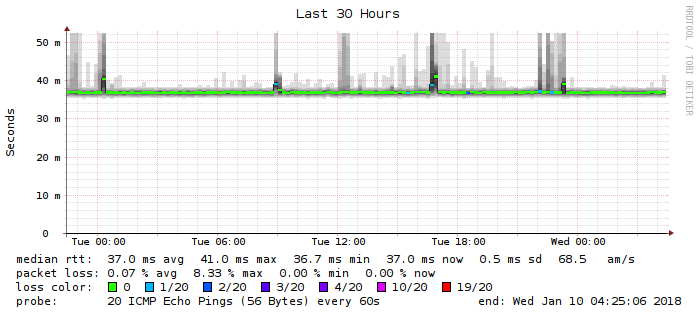 Last 30 Hours
RRDTOOL / TOBI OETIKER
Seconds
50 m
40 m
30 m
20 m
10 m
0
Tue 00:00 Tue 06:00 Tue 12:00 Tue 18:00 Wed 00:00
median rtt: 37.0 ms avg 41.0 ms max 36.7 ms min 37.0 ms now 0.5 ms sd 68.5 am/s
packet loss: 0.07 % avg 8.33 % max 0.00 % min 0.00 % now
loss color: 0 1/20 2/20 3/20 4/20 10/20 19/20
probe: 20 ICMP Echo Pings (56 Bytes) every 60s end: Wed Jan 10 04:25:06 2018